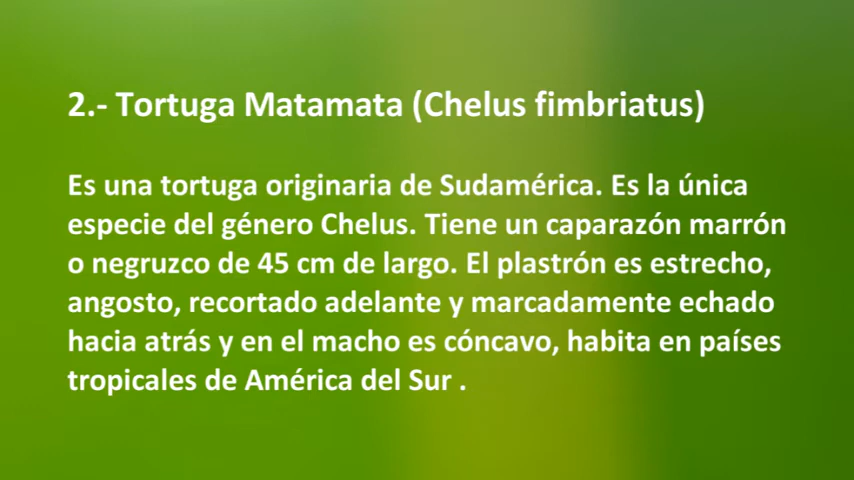 2.- Tortuga Matamata (Chelus fimbriatus)
Es una tortuga originaria de Sudamérica. Es la única
especie del género Chelus. Tiene un caparazón marrón
o negruzco de 45 cm de largo. El plastrón es estrecho,
angosto, recortado adelante y marcadamente echado
hacia atrás y en el macho es cóncavo, habita en países
tropicales de América del Sur .